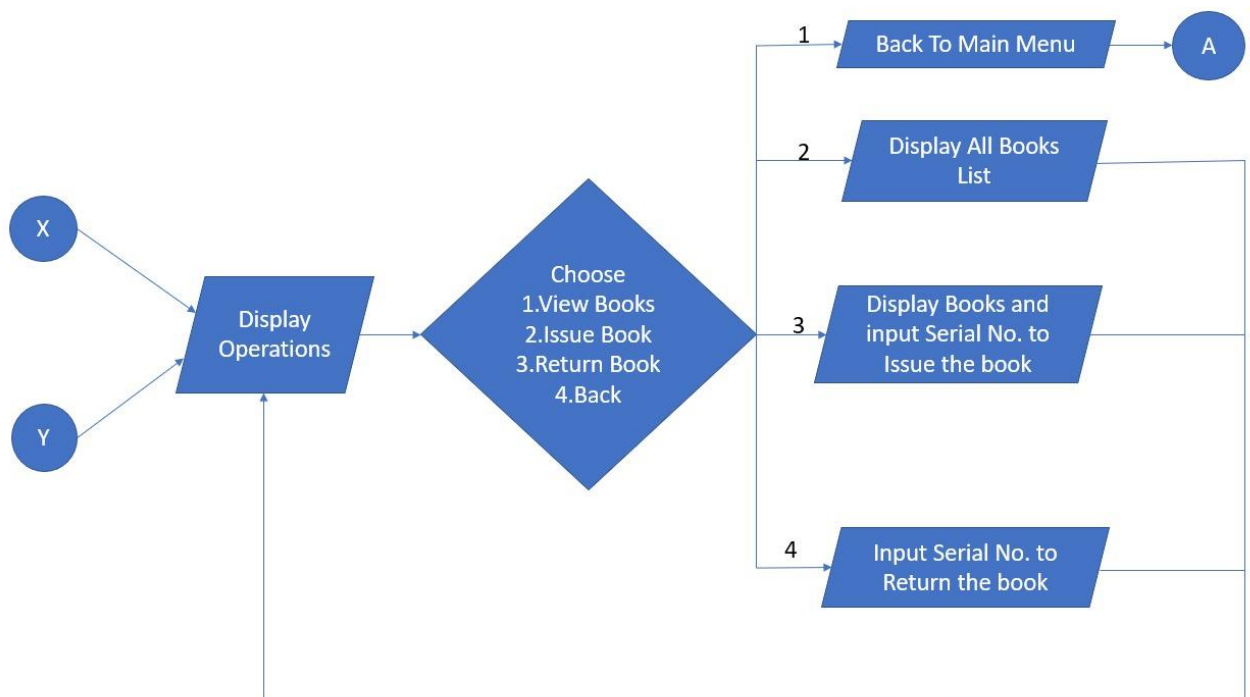 X
Y
Display
Operations
Choose
1.View Books
2.Issue Book
3.Return Book
4.Back
1
Back To Main Menu
A
2
Display All Books
List
3
Display Books and
input Serial No. to
Issue the book
4
Input Serial No. to
Return the book